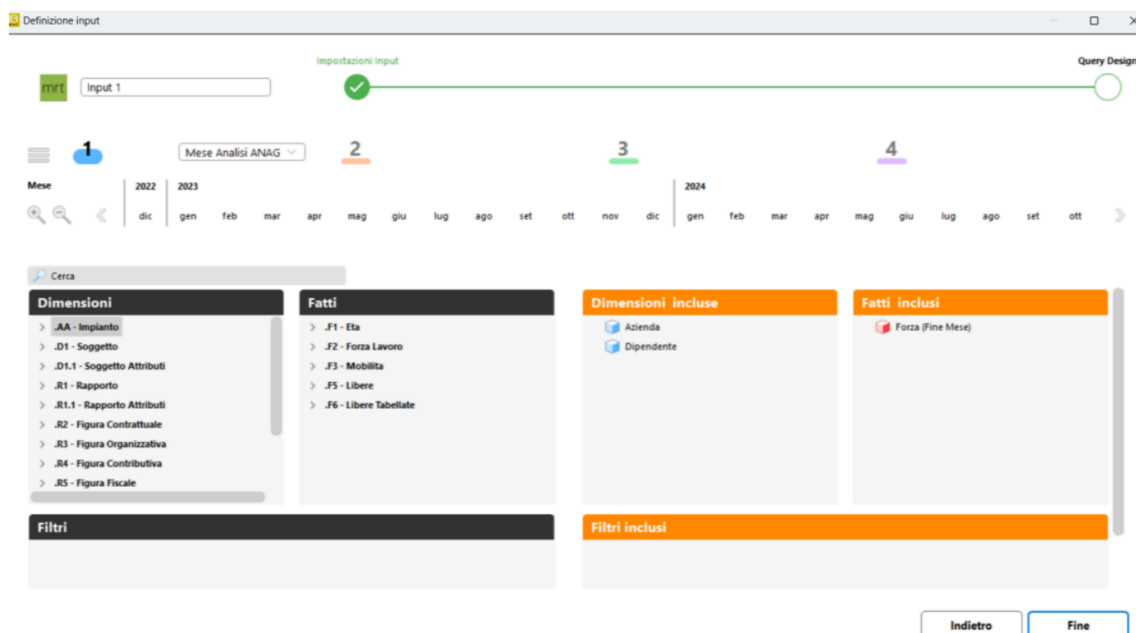 Definizione input
Impostazioni Input
Query Design
mrt
Input 1
1
Mese Analisi ANAG
2
3
4
Mese
2022
2023
2024
dic gen feb mar apr mag giu lug ago set ott nov dic gen feb mar apr mag giu lug ago set ott
Cerca
Dimensioni
.AA - Impianto
.D1 - Soggetto
.D1.1 - Soggetto Attributi
.R1 - Rapporto
.R1.1 - Rapporto Attributi
.R2 - Figura Contrattuale
.R3 - Figura Organizzativa
.R4 - Figura Contributiva
.R5 - Figura Fiscale
Fatti
.F1 - Eta
.F2 - Forza Lavoro
.F3 - Mobilita
.F5 - Libere
.F6 - Libere Tabellate
Dimensioni incluse
Azienda
Dipendente
Fatti inclusi
Forza (Fine Mese)
Filtri
Filtri inclusi
Indietro
Fine